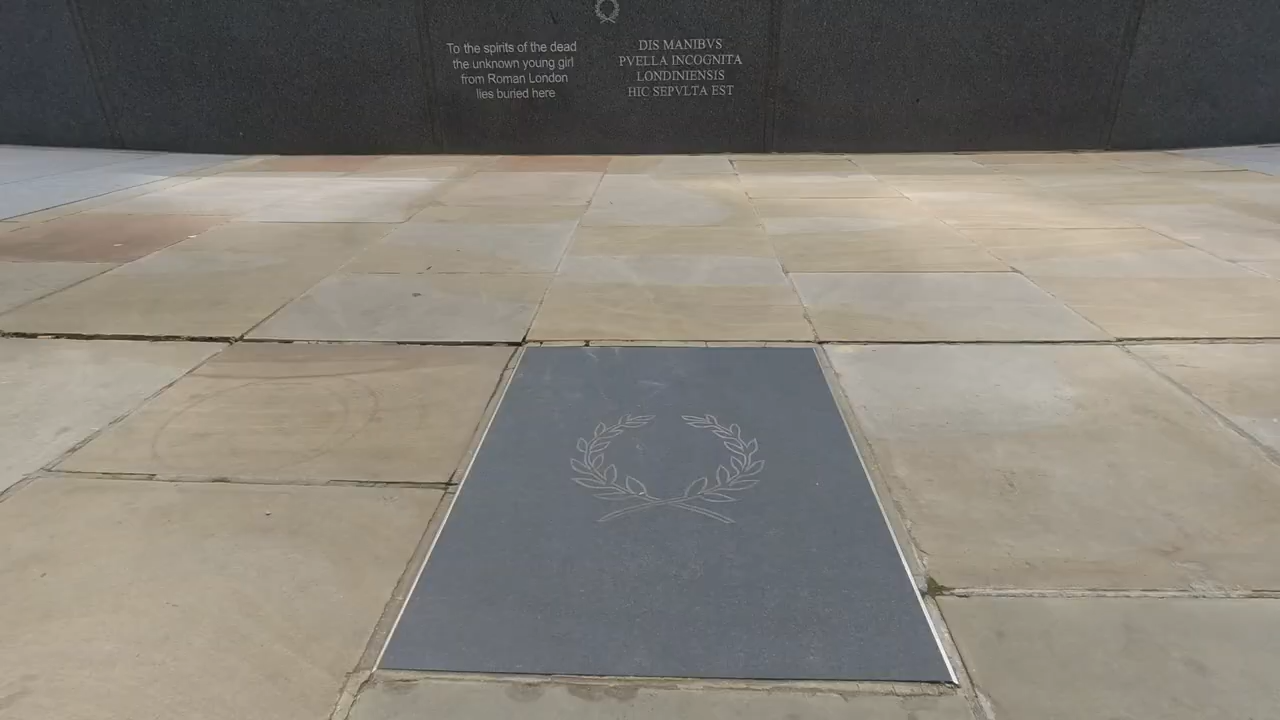 To the spirits of the dead
the unknown young girl
from Roman London
lies buried here
DIS MANIBVS
PVELLA INCOGNITA
LONDINIENSIS
HIC SEPVLTA EST